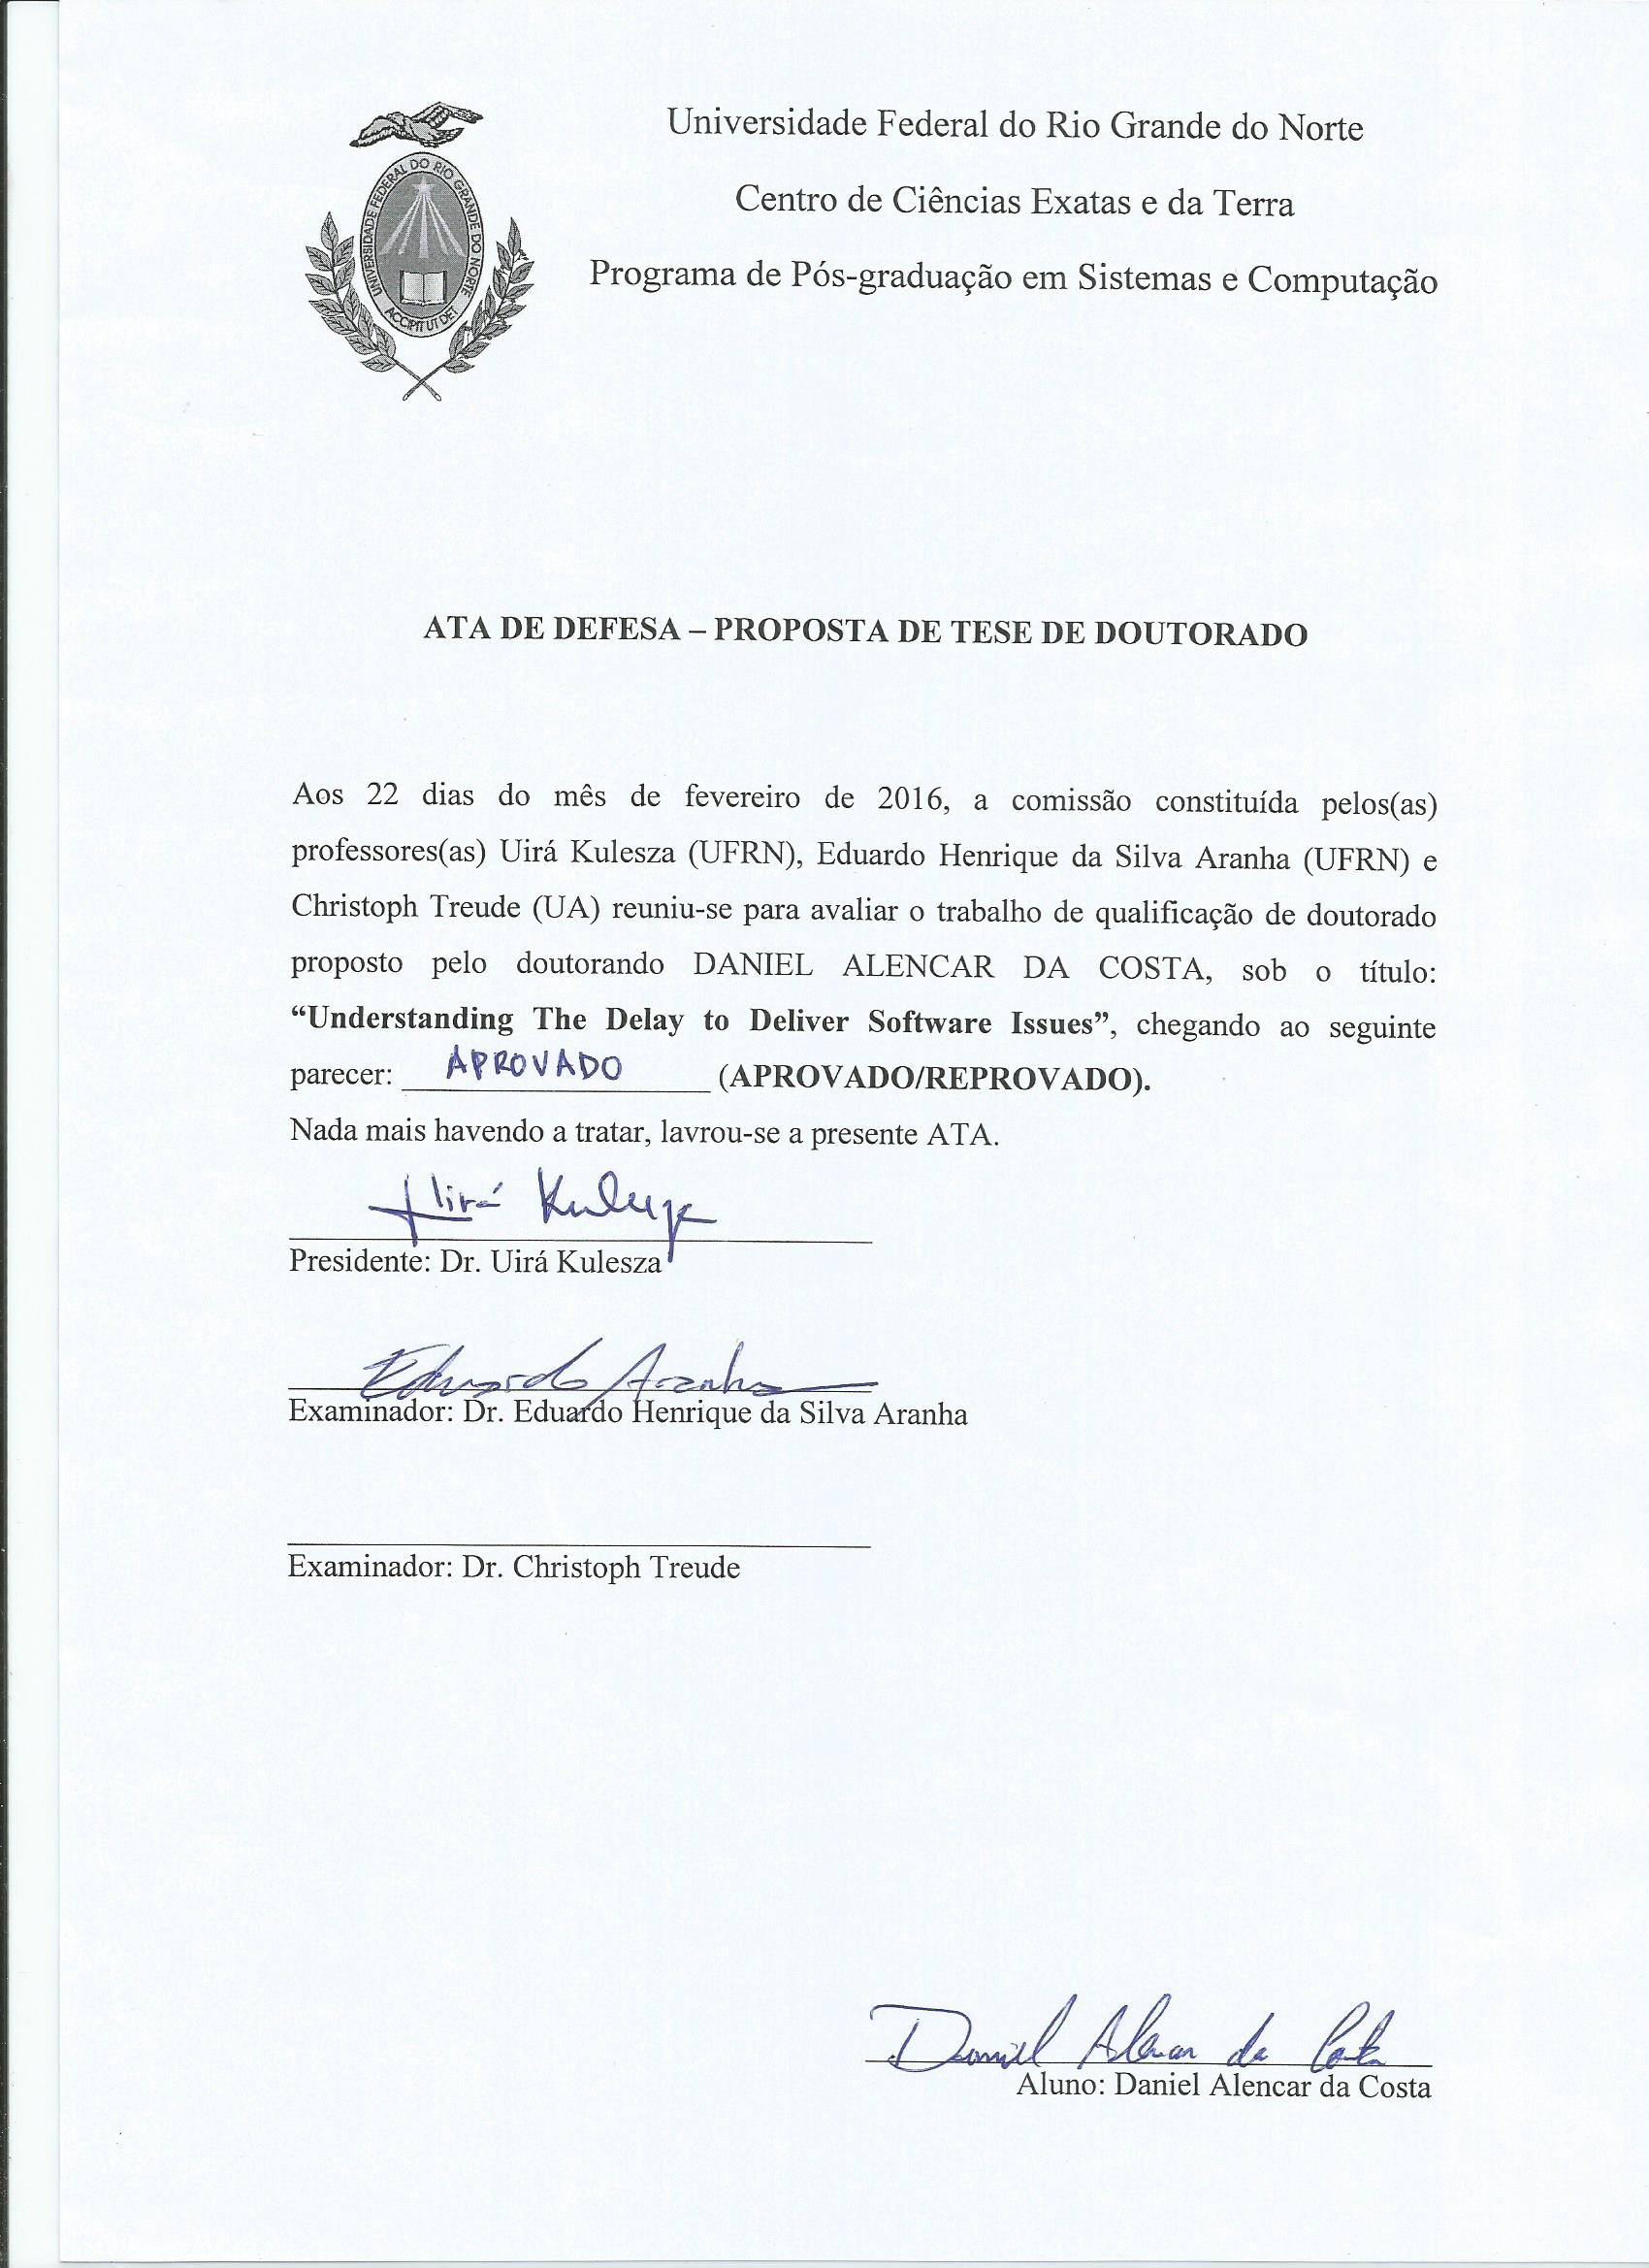 Universidade Federal do Rio Grande do Norte
Centro de Ciências Exatas e da Terra
Programa de Pós-graduação em Sistemas e Computação
UNIVERSIDADE FEDERAL DO RIO GRANDE DO NORTE
ACCIPIT UT DET
ATA DE DEFESA – PROPOSTA DE TESE DE DOUTORADO
Aos 22 dias do mês de fevereiro de 2016, a comissão constituída pelos(as)
professores(as) Uirá Kulesza (UFRN), Eduardo Henrique da Silva Aranha (UFRN) e
Christoph Treude (UA) reuniu-se para avaliar o trabalho de qualificação de doutorado
proposto pelo doutorando DANIEL ALENCAR DA COSTA, sob o título:
“Understanding The Delay to Deliver Software Issues”, chegando ao seguinte
parecer: APROVADO (APROVADO/REPROVADO).
Nada mais havendo a tratar, lavrou-se a presente ATA.
Uirá Kulesza
Presidente: Dr. Uirá Kulesza
Eduardo Aranha
Examinador: Dr. Eduardo Henrique da Silva Aranha
Examinador: Dr. Christoph Treude
Daniel Alencar da Costa
Aluno: Daniel Alencar da Costa